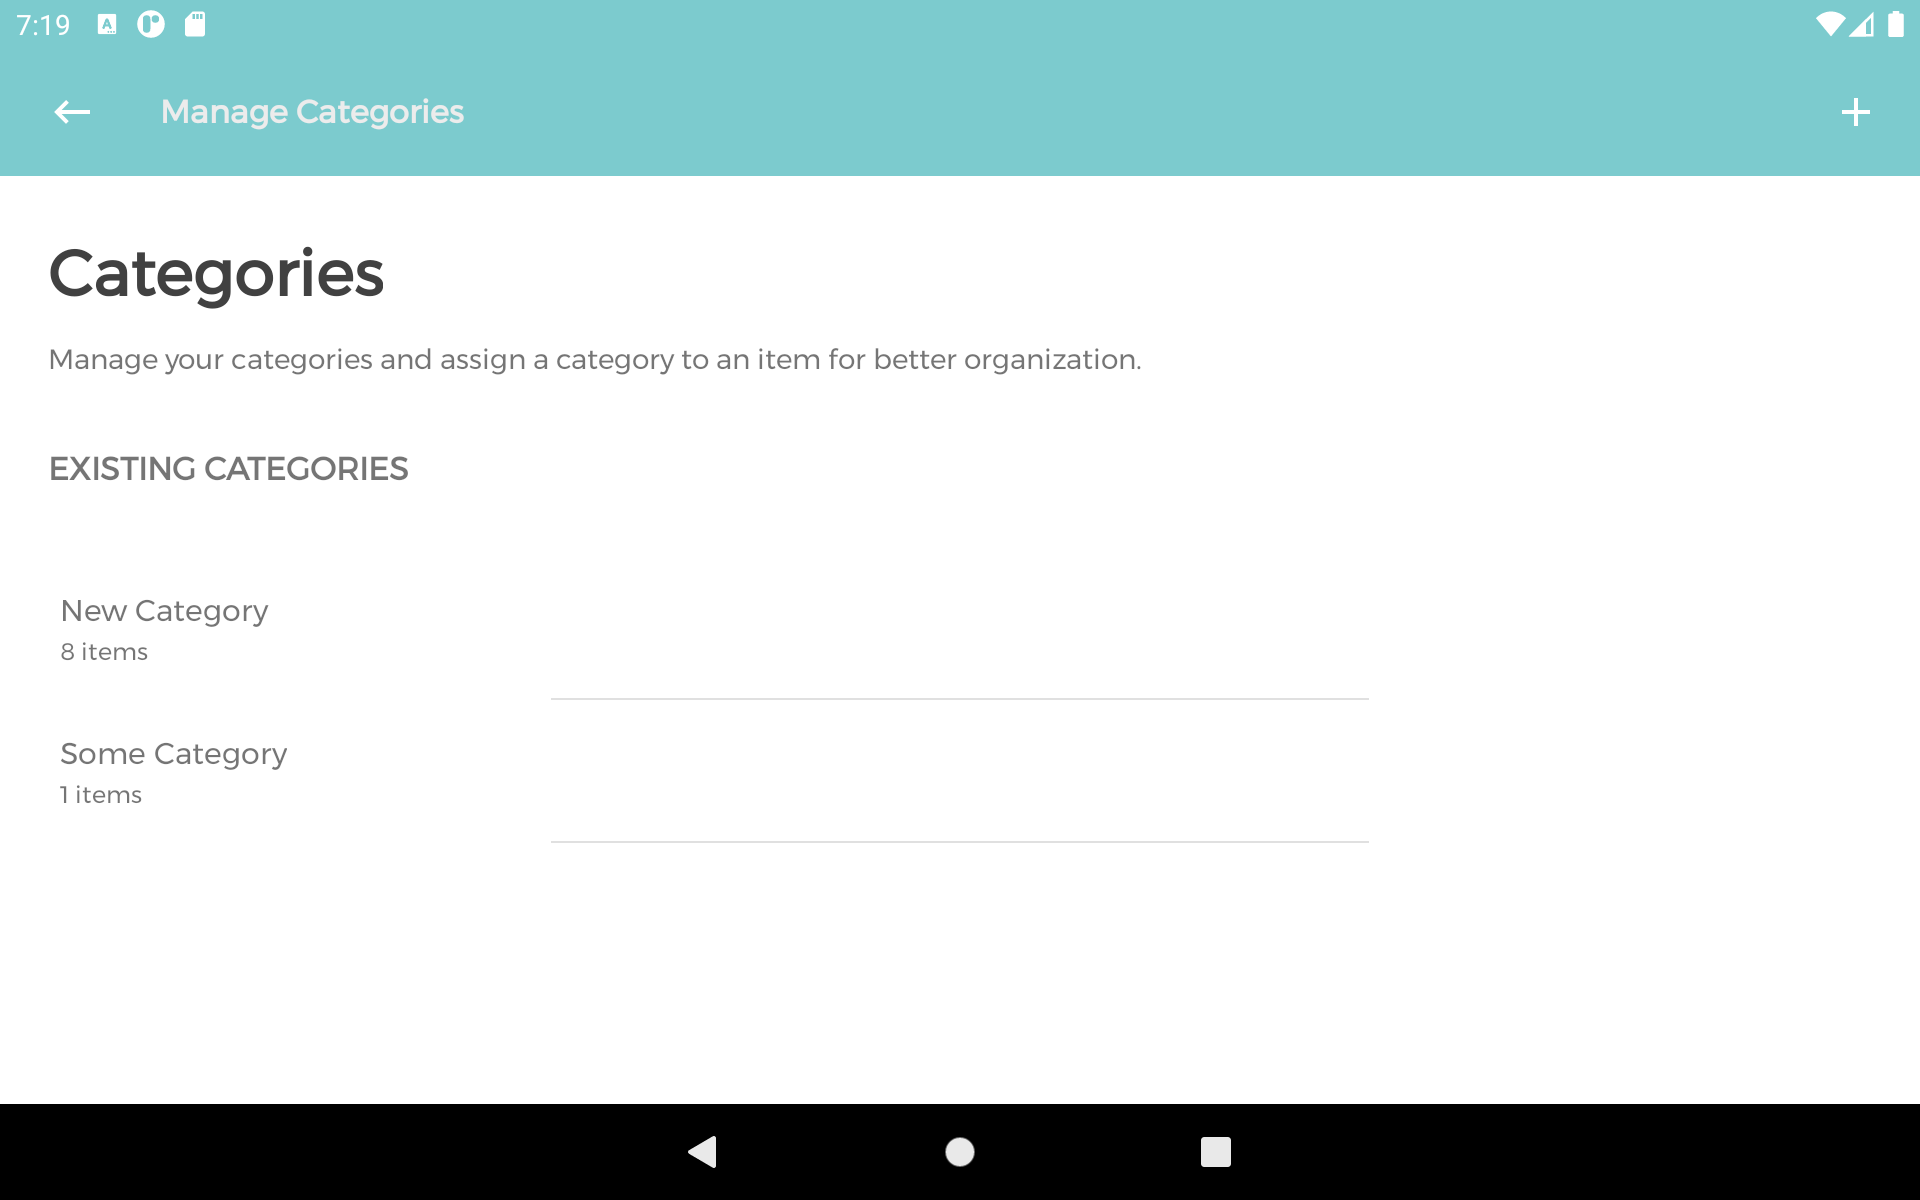 7:19
Manage Categories
Categories
Manage your categories and assign a category to an item for better organization.
EXISTING CATEGORIES
New Category
8 items
Some Category
1 items